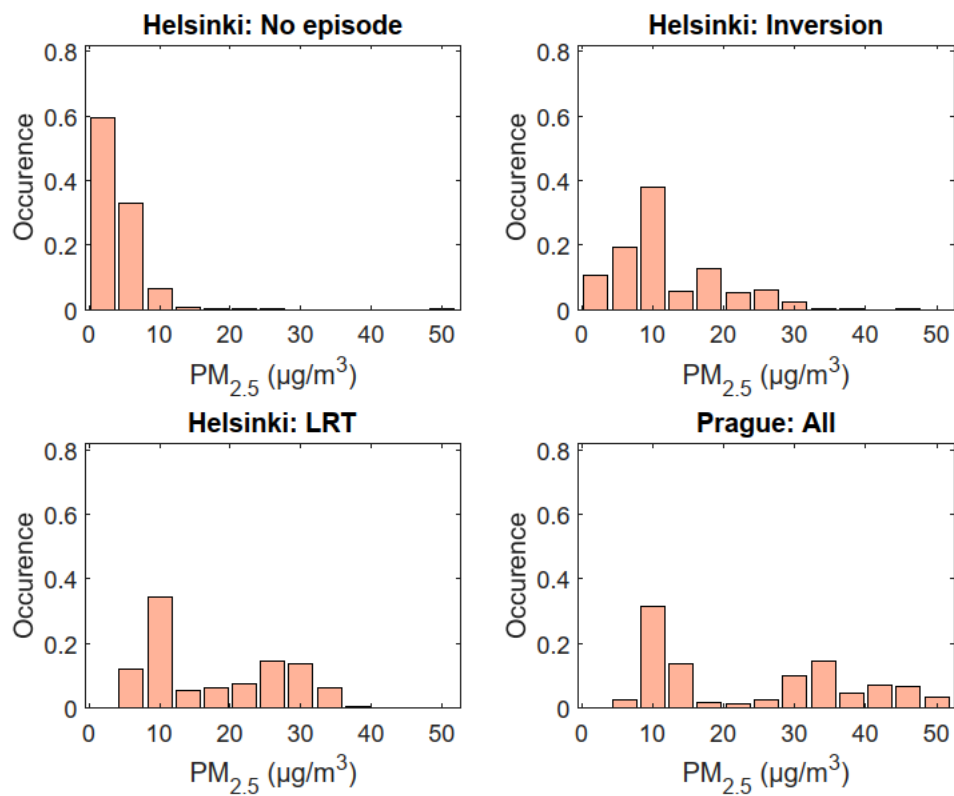 Helsinki: No episode
0.8
0.6
0.4
0.2
0
Occurence
0 10 20 30 40 50
PM2.5 (µg/m3)
Helsinki: Inversion
0.8
0.6
0.4
0.2
0
Occurence
0 10 20 30 40 50
PM2.5 (µg/m3)
Helsinki: LRT
0.8
0.6
0.4
0.2
0
Occurence
0 10 20 30 40 50
PM2.5 (µg/m3)
Prague: All
0.8
0.6
0.4
0.2
0
Occurence
0 10 20 30 40 50
PM2.5 (µg/m3)